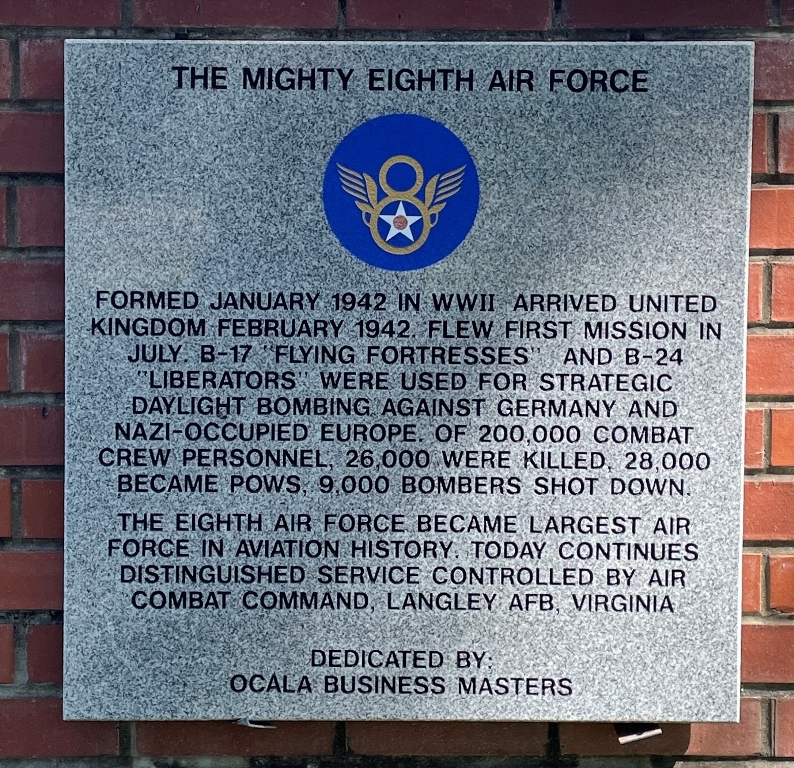 THE MIGHTY EIGHTH AIR FORCE
8
FORMED JANUARY 1942 IN WWII ARRIVED UNITED
KINGDOM FEBRUARY 1942. FLEW FIRST MISSION IN
JULY. B-17 "FLYING FORTRESSES" AND B-24
"LIBERATORS" WERE USED FOR STRATEGIC
DAYLIGHT BOMBING AGAINST GERMANY AND
NAZI-OCCUPIED EUROPE. OF 200,000 COMBAT
CREW PERSONNEL, 26,000 WERE KILLED, 28,000
BECAME POWS, 9,000 BOMBERS SHOT DOWN.
THE EIGHTH AIR FORCE BECAME LARGEST AIR
FORCE IN AVIATION HISTORY. TODAY CONTINUES
DISTINGUISHED SERVICE CONTROLLED BY AIR
COMBAT COMMAND, LANGLEY AFB, VIRGINIA
DEDICATED BY:
OCALA BUSINESS MASTERS